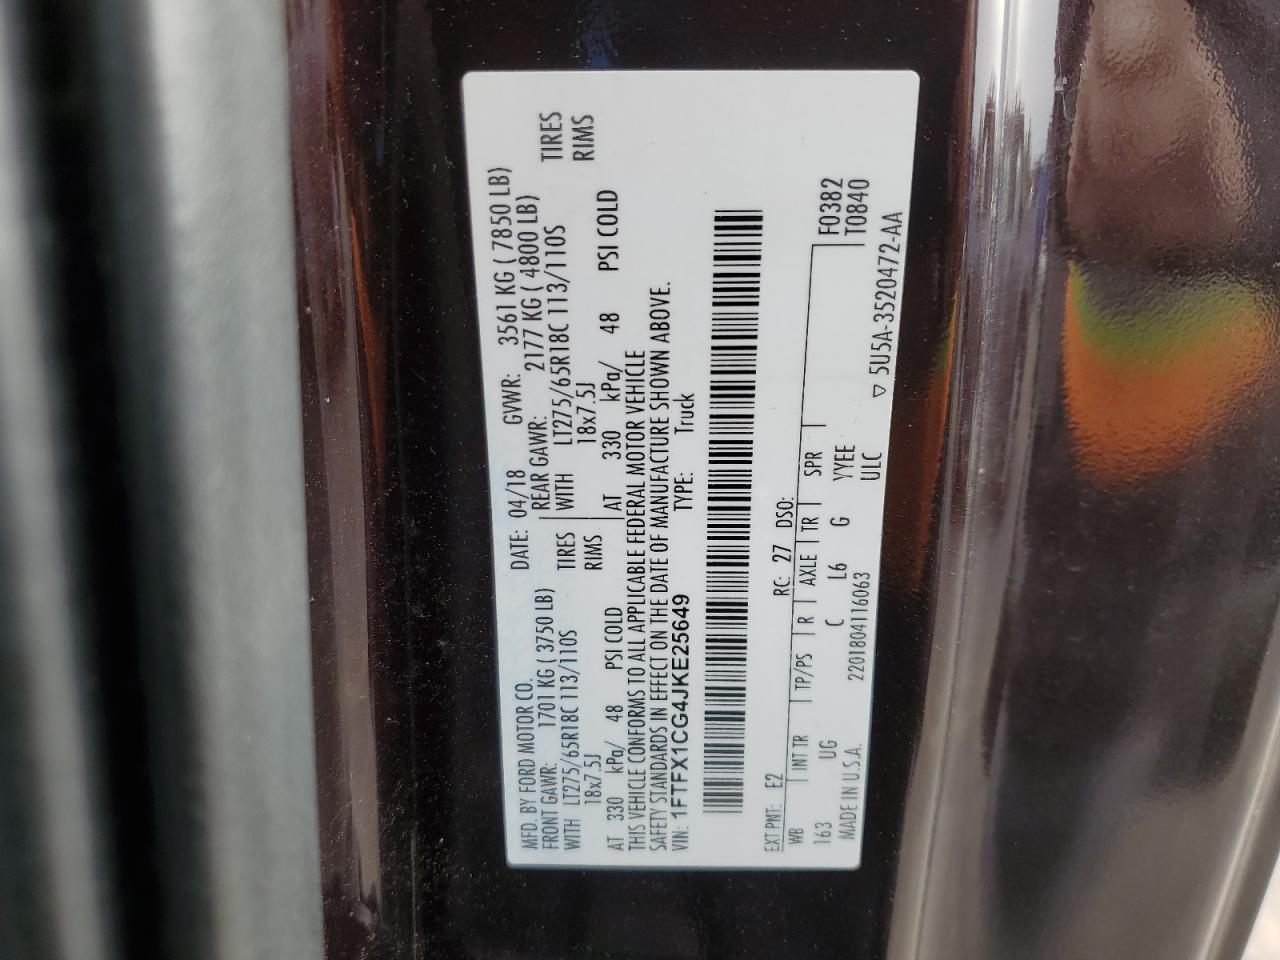 MFD. BY FORD MOTOR CO.
DATE: 04/18 GVWR: 3561 KG ( 7850 LB)
FRONT GAWR: 1701 KG ( 3750 LB) REAR GAWR: 2177 KG ( 4800 LB)
WITH LT275/65R18C 113/110S TIRES WITH LT275/65R18C 113/110S TIRES
18x7.5J RIMS 18x7.5J RIMS
AT 330 kPa/ 48 PSI COLD AT 330 kPa/ 48 PSI COLD
THIS VEHICLE CONFORMS TO ALL APPLICABLE FEDERAL MOTOR VEHICLE
SAFETY STANDARDS IN EFFECT ON THE DATE OF MANUFACTURE SHOWN ABOVE.
VIN: 1FTFX1CG4JKE25649 TYPE: Truck
EXT PNT: E2 RC: 27 DSO:
WB INT TR TP/PS R AXLE TR SPR F0382
163 UG C L6 G YYEE T0840
MADE IN U.S.A. 2201804116063 ULC
▽ 5U5A-3520472-AA